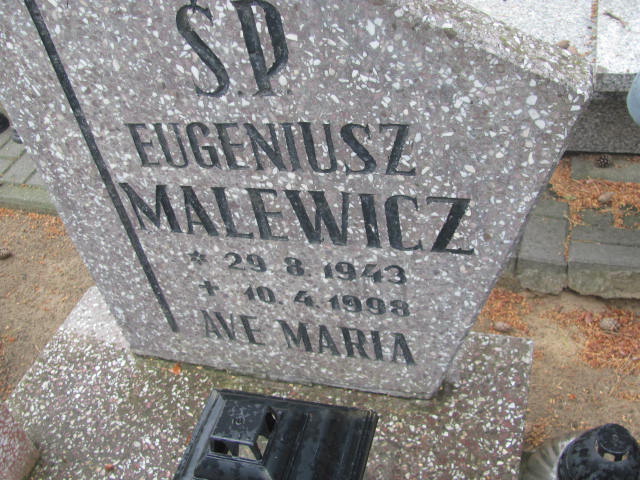 Ś.P.
EUGENIUSZ
MALEWICZ
* 29.8.1943
+ 10.4.1998
AVE MARIA